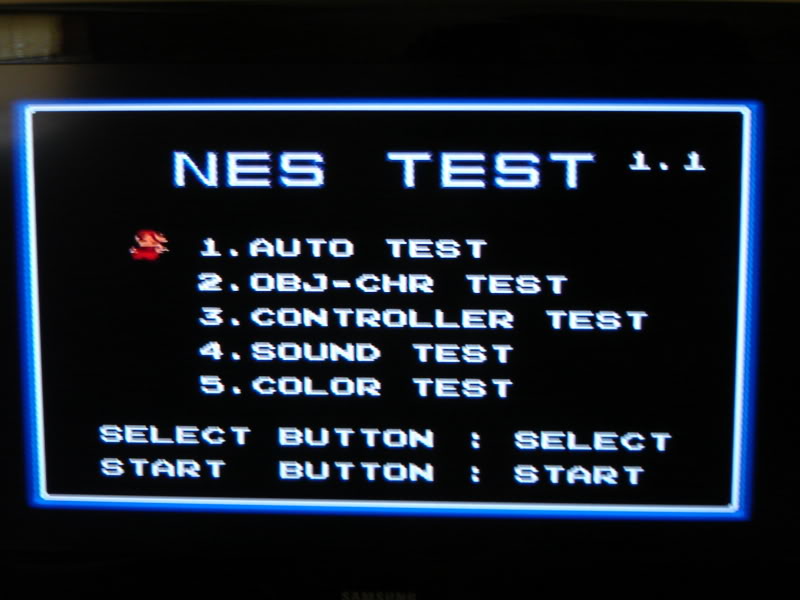 NES TEST 1.1
1.AUTO TEST
2.OBJ-CHR TEST
3.CONTROLLER TEST
4.SOUND TEST
5.COLOR TEST
SELECT BUTTON : SELECT
START BUTTON : START
SAMSUNG